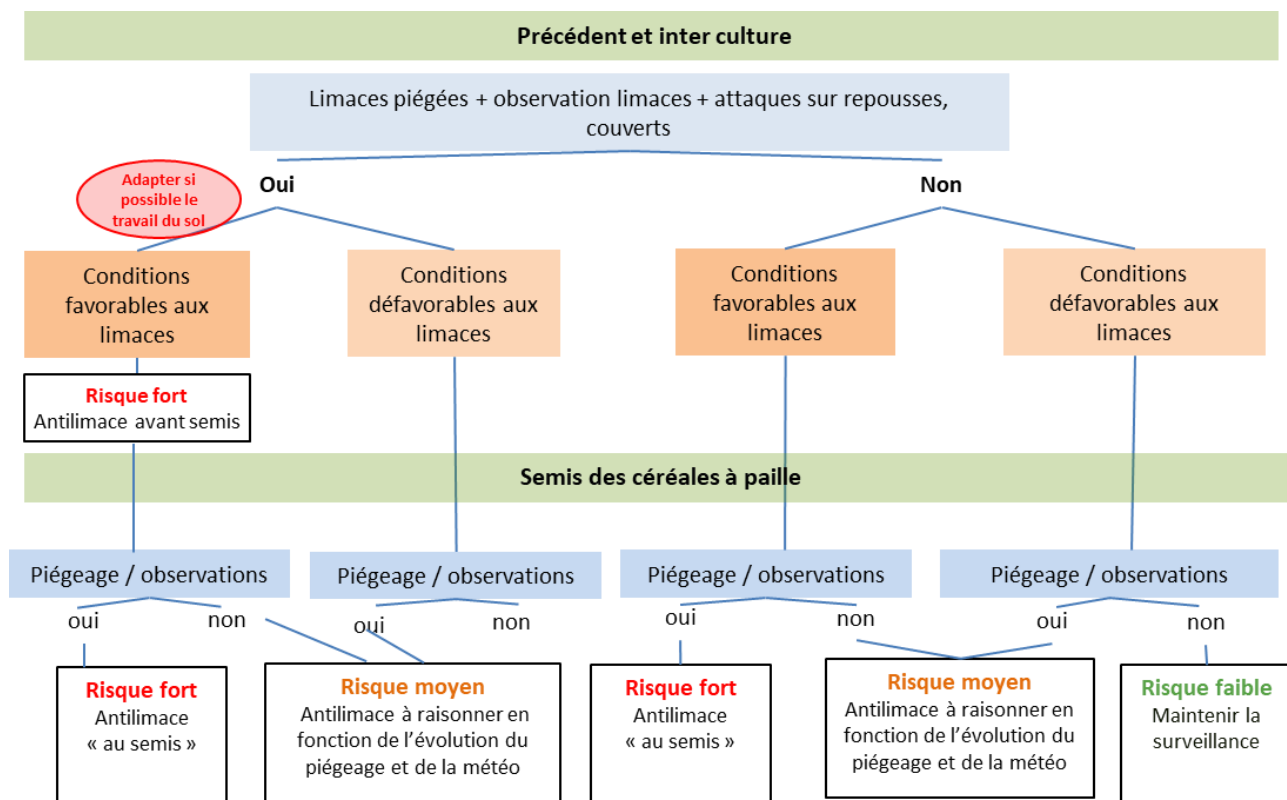 Précédent et inter culture
Limaces piégées + observation limaces + attaques sur repousses,
couverts
Adapter si
possible le
travail du sol
Oui
Non
Conditions
favorables aux
limaces
Conditions
défavorables aux
limaces
Conditions
favorables aux
limaces
Conditions
défavorables aux
limaces
Risque fort
Antilimace avant semis
Semis des céréales à paille
Piégeage / observations
Piégeage / observations
Piégeage / observations
Piégeage / observations
oui
non
oui
non
oui
non
oui
non
Risque fort
Antilimace
« au semis »
Risque moyen
Antilimace à raisonner en
fonction de l’évolution du
piégeage et de la météo
Risque fort
Antilimace
« au semis »
Risque moyen
Antilimace à raisonner en
fonction de l’évolution du
piégeage et de la météo
Risque faible
Maintenir la
surveillance